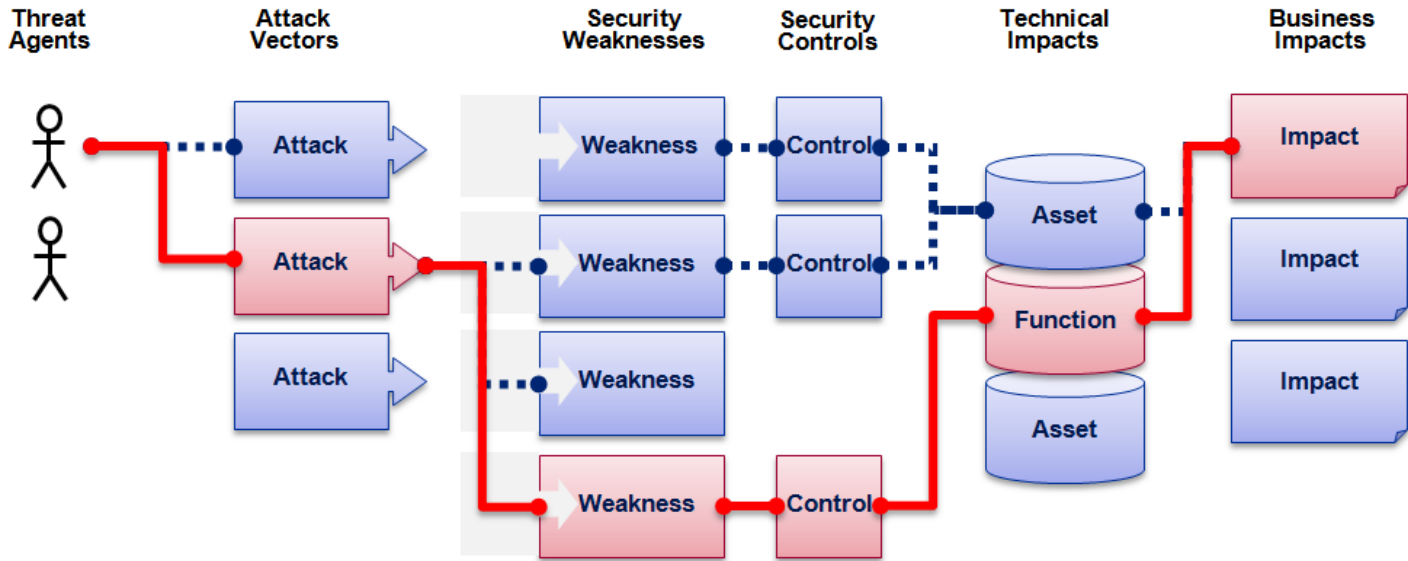 Threat Agents
Attack Vectors
Security Weaknesses
Security Controls
Technical Impacts
Business Impacts
Attack
Weakness
Control
Impact
Asset
Attack
Weakness
Control
Impact
Function
Attack
Weakness
Impact
Asset
Weakness
Control